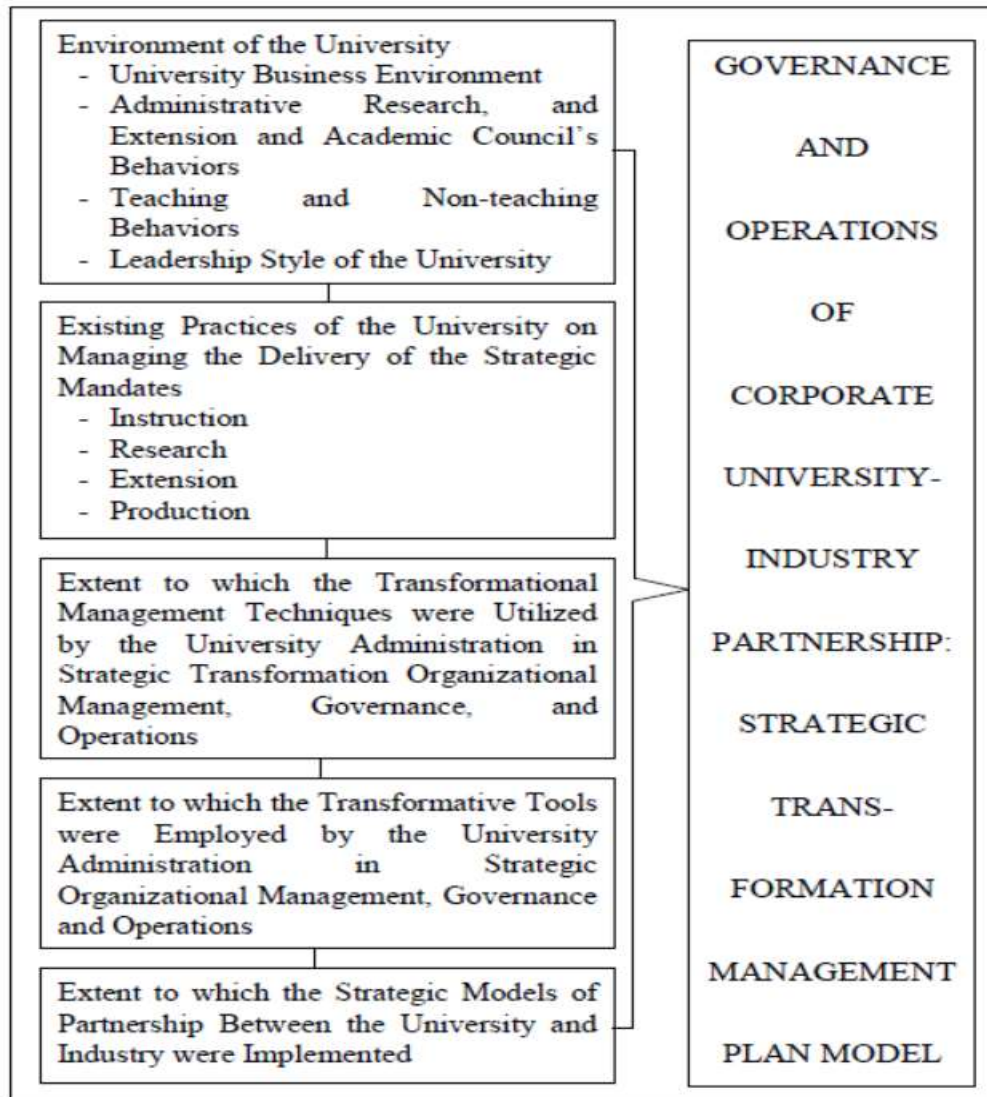 Environment of the University
- University Business Environment
- Administrative Research, and
Extension and Academic Council's
Behaviors
- Teaching and Non-teaching
Behaviors
- Leadership Style of the University
Existing Practices of the University on
Managing the Delivery of the Strategic
Mandates
- Instruction
- Research
- Extension
- Production
Extent to which the Transformational
Management Techniques were Utilized
by the University Administration in
Strategic Transformation Organizational
Management, Governance, and
Operations
Extent to which the Transformative Tools
were Employed by the University
Administration in Strategic
Organizational Management, Governance
and Operations
Extent to which the Strategic Models of
Partnership Between the University and
Industry were Implemented
GOVERNANCE
AND
OPERATIONS
OF
CORPORATE
UNIVERSITY-
INDUSTRY
PARTNERSHIP:
STRATEGIC
TRANS-
FORMATION
MANAGEMENT
PLAN MODEL